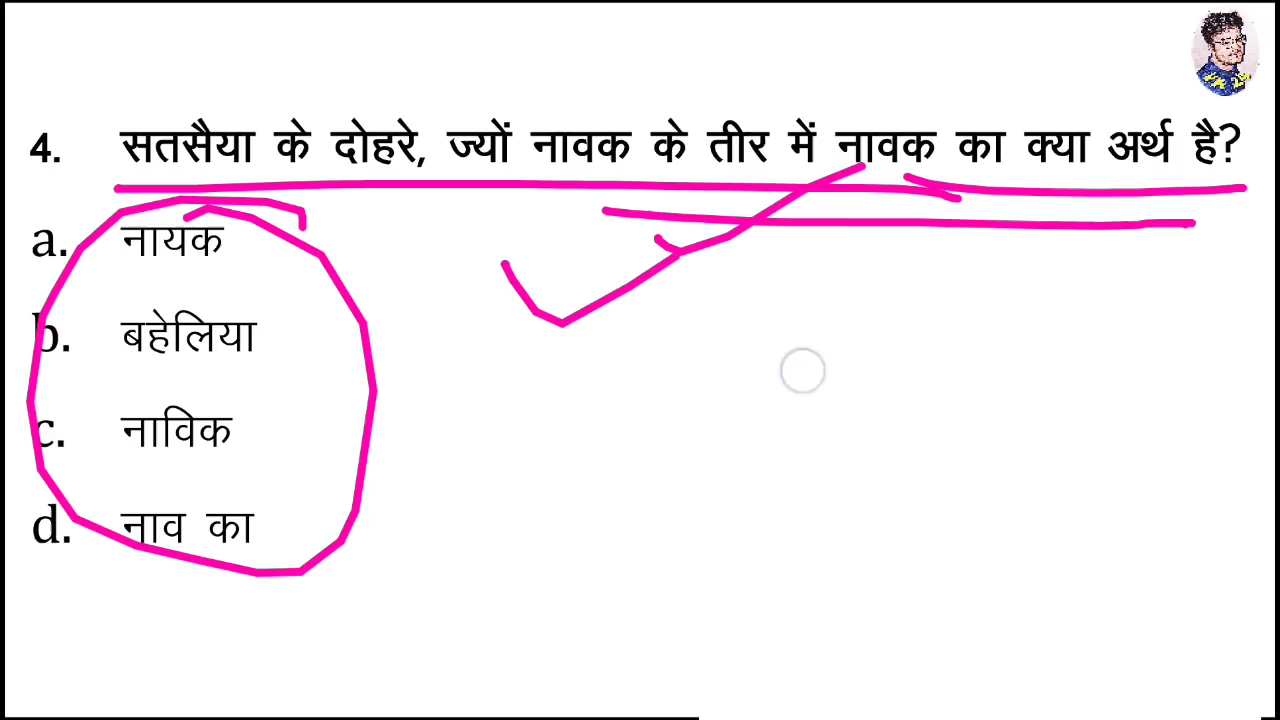 4. सतसैया के दोहरे, ज्यों नावक के तीर में नावक का क्या अर्थ है?
a. नायक
b. बहेलिया
c. नाविक
d. नाव का